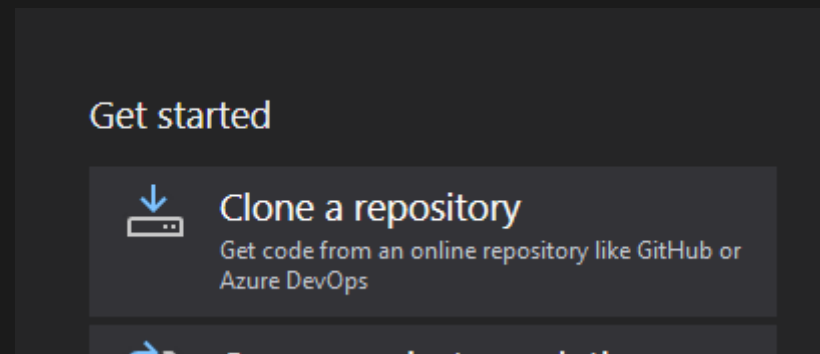 Get started
Clone a repository
Get code from an online repository like GitHub or
Azure DevOps